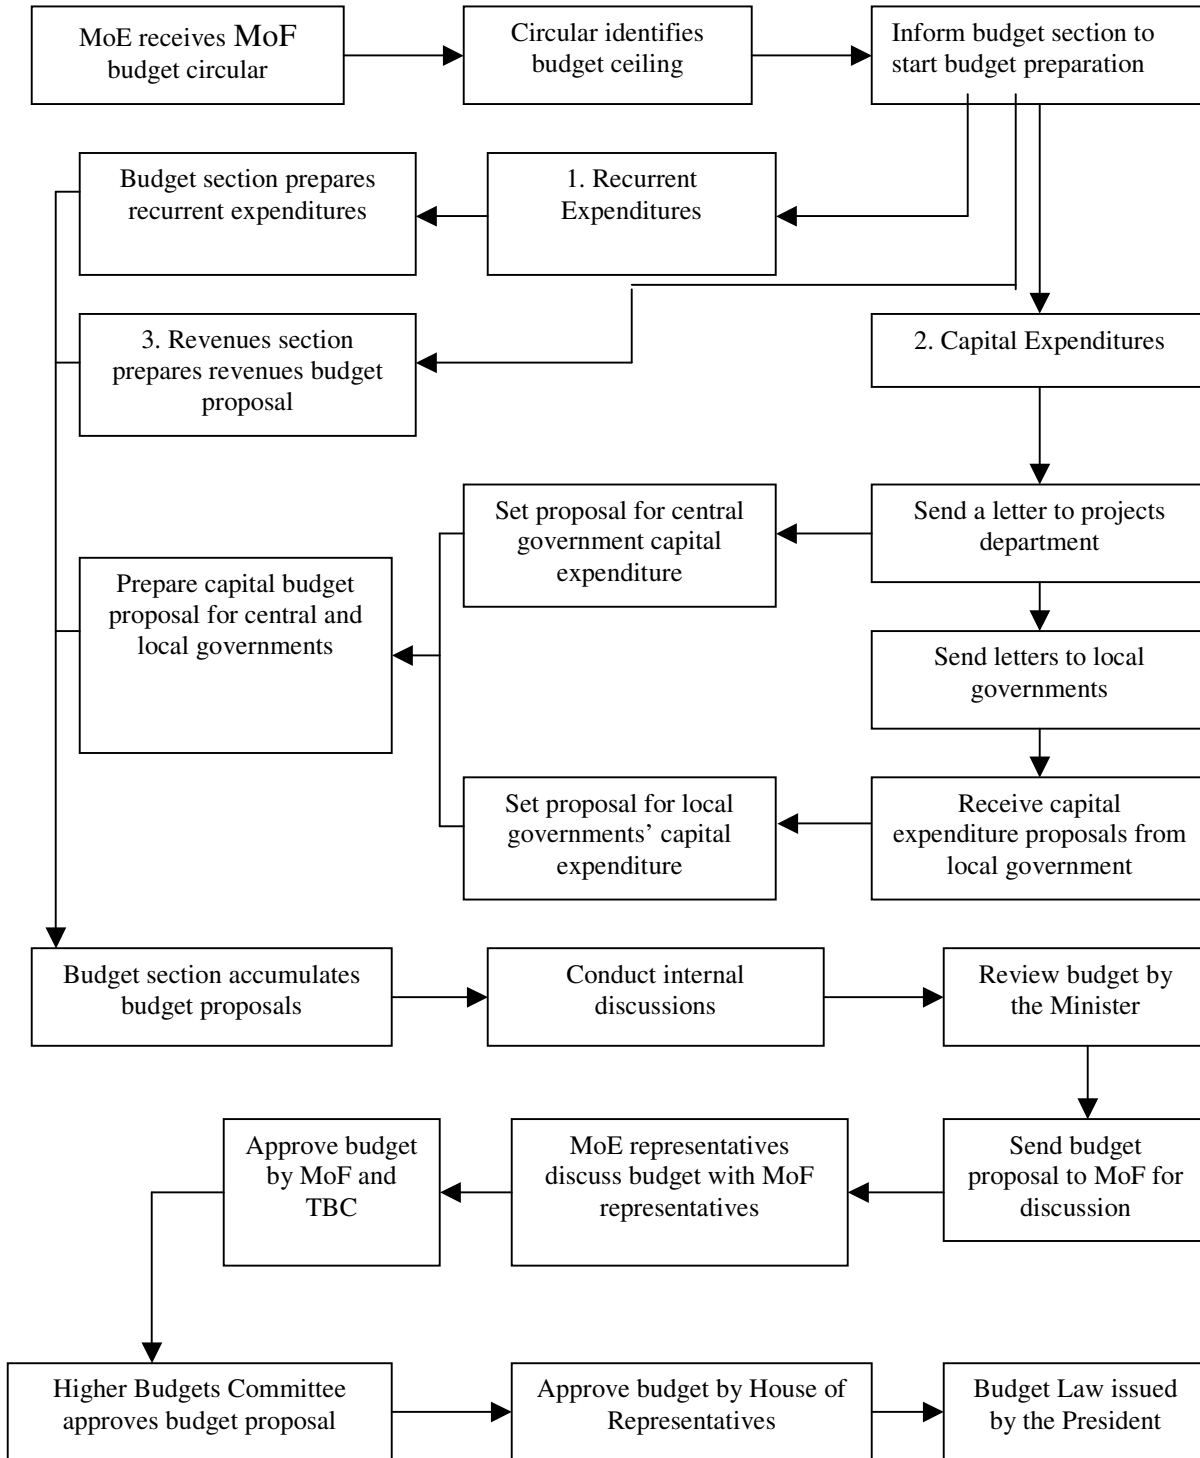 MoE receives MoF
budget circular
Circular identifies
budget ceiling
Inform budget section to
start budget preparation
Budget section prepares
recurrent expenditures
1. Recurrent
Expenditures
3. Revenues section
prepares revenues budget
proposal
2. Capital Expenditures
Set proposal for central
government capital
expenditure
Send a letter to projects
department
Prepare capital budget
proposal for central and
local governments
Send letters to local
governments
Set proposal for local
governments’ capital
expenditure
Receive capital
expenditure proposals from
local government
Budget section accumulates
budget proposals
Conduct internal
discussions
Review budget by
the Minister
Approve budget
by MoF and
TBC
MoE representatives
discuss budget with MoF
representatives
Send budget
proposal to MoF for
discussion
Higher Budgets Committee
approves budget proposal
Approve budget by House of
Representatives
Budget Law issued
by the President